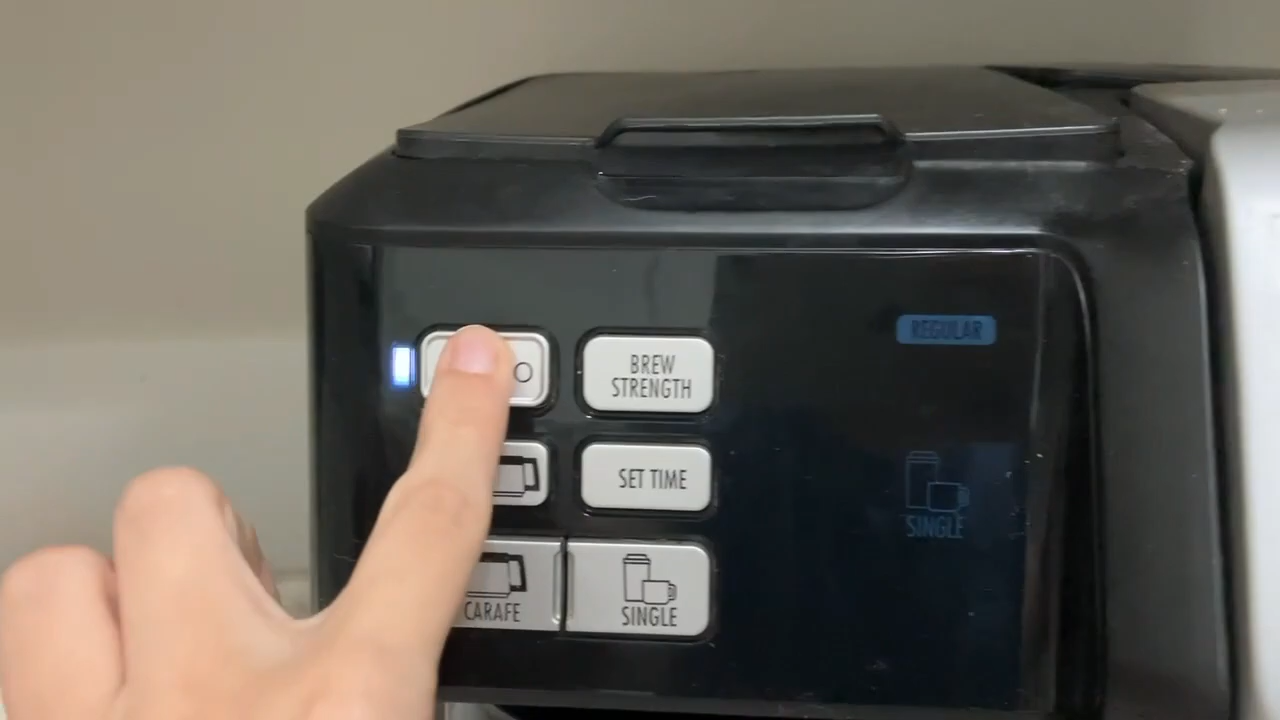 O
BREW
STRENGTH
REGULAR
SET TIME
SINGLE
CARAFE
SINGLE